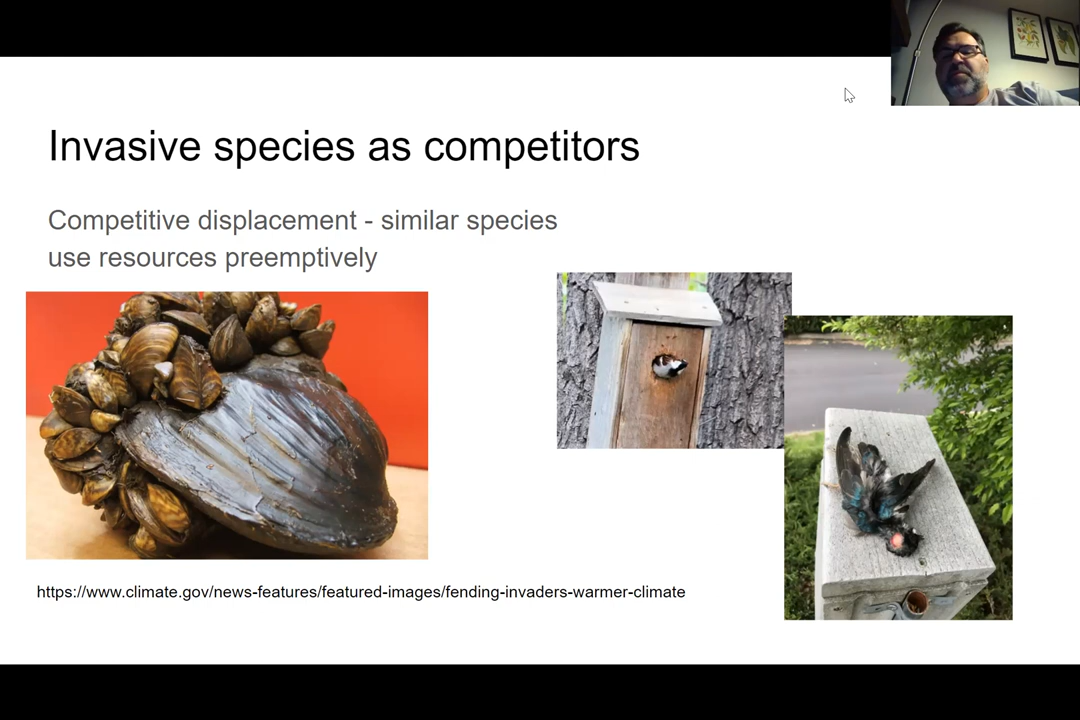 Invasive species as competitors
Competitive displacement - similar species
use resources preemptively
https://www.climate.gov/news-features/featured-images/fending-invaders-warmer-climate